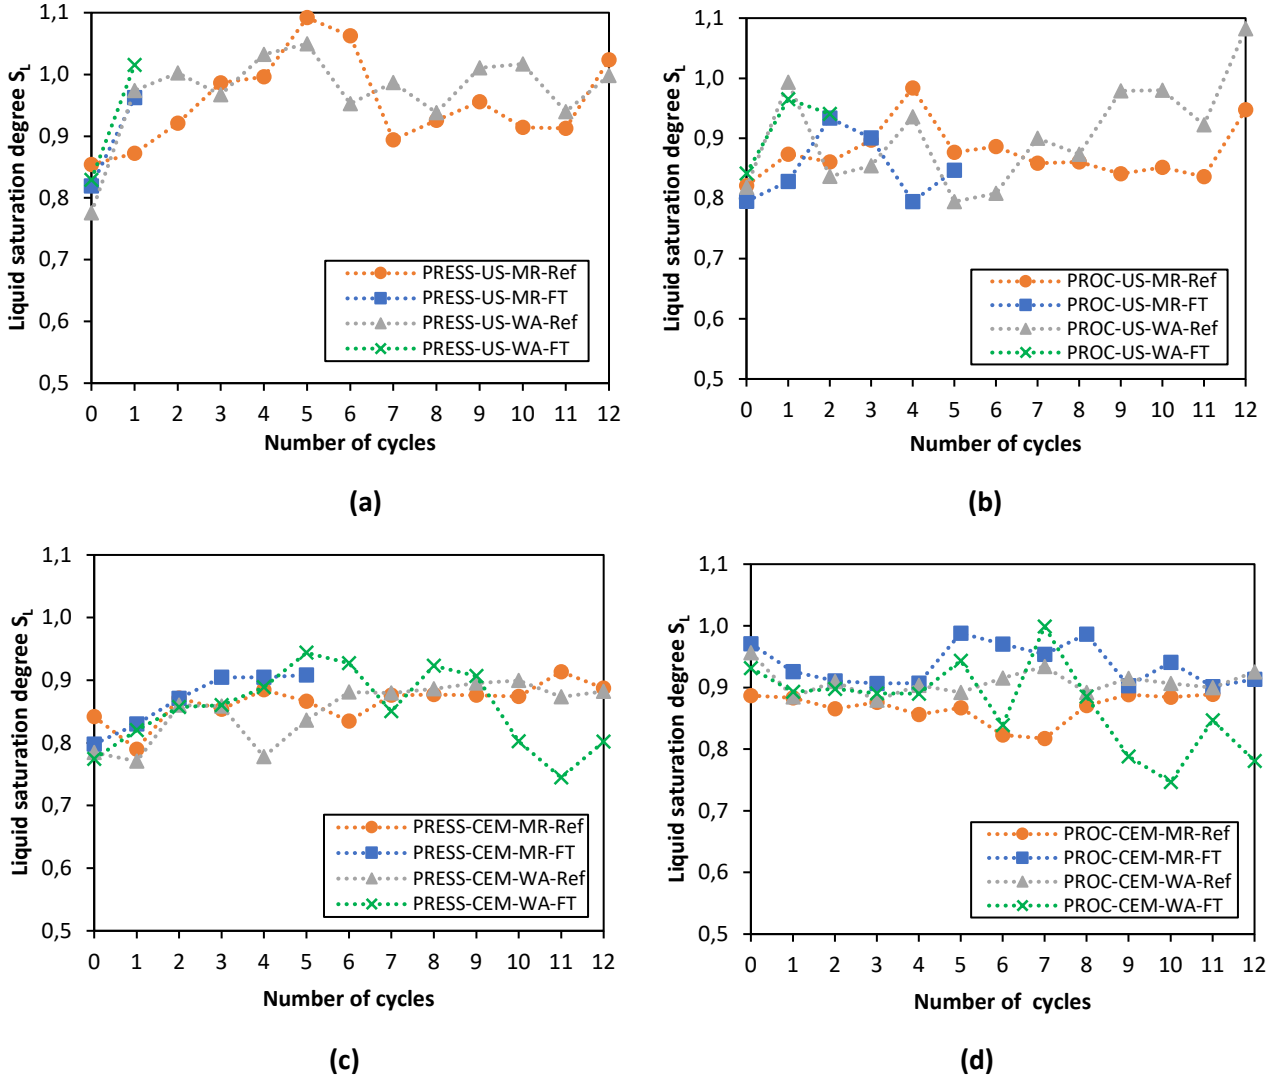 Liquid saturation degree SL
1,1
1,0
0,9
0,8
0,7
0,6
0,5
PRESS-US-MR-Ref
PRESS-US-MR-FT
PRESS-US-WA-Ref
PRESS-US-WA-FT
0 1 2 3 4 5 6 7 8 9 10 11 12
Number of cycles
(a)
Liquid saturation degree SL
1,1
1,0
0,9
0,8
0,7
0,6
0,5
PROC-US-MR-Ref
PROC-US-MR-FT
PROC-US-WA-Ref
PROC-US-WA-FT
0 1 2 3 4 5 6 7 8 9 10 11 12
Number of cycles
(b)
Liquid saturation degree SL
1,1
1,0
0,9
0,8
0,7
0,6
0,5
PRESS-CEM-MR-Ref
PRESS-CEM-MR-FT
PRESS-CEM-WA-Ref
PRESS-CEM-WA-FT
0 1 2 3 4 5 6 7 8 9 10 11 12
Number of cycles
(c)
Liquid saturation degree SL
1,1
1,0
0,9
0,8
0,7
0,6
0,5
PROC-CEM-MR-Ref
PROC-CEM-MR-FT
PROC-CEM-WA-Ref
PROC-CEM-WA-FT
0 1 2 3 4 5 6 7 8 9 10 11 12
Number of cycles
(d)